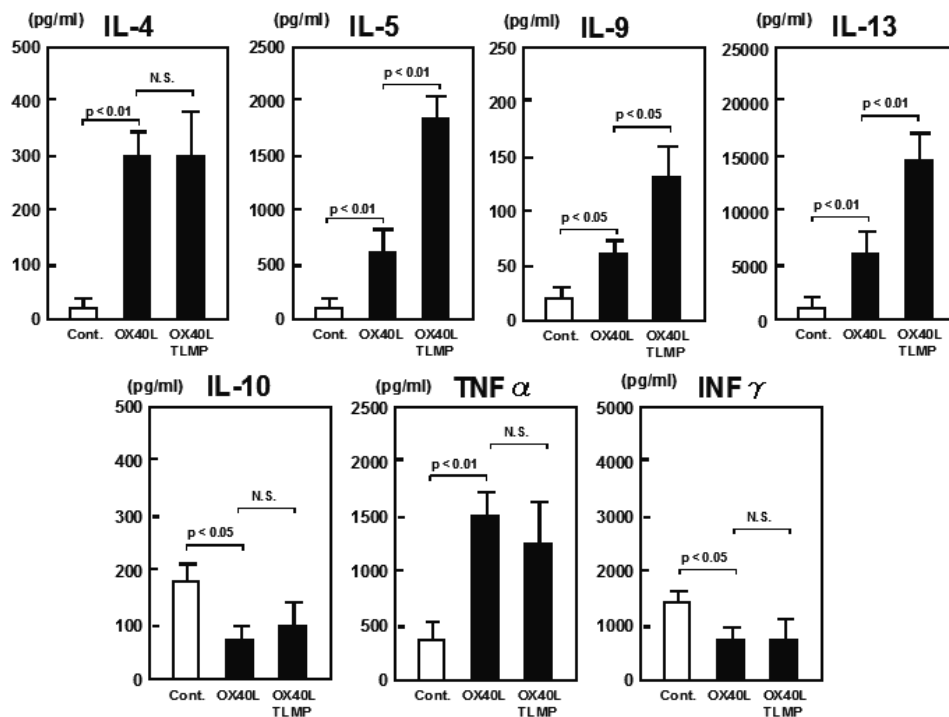 (pg/ml) IL-4
500
400
300
200
100
0
N.S.
p < 0.01
Cont. OX40L OX40L
TLMP
(pg/ml) IL-5
2500
2000
1500
1000
500
0
p < 0.01
p < 0.01
Cont. OX40L OX40L
TLMP
(pg/ml) IL-9
250
200
150
100
50
0
p < 0.05
p < 0.05
Cont. OX40L OX40L
TLMP
(pg/ml) IL-13
25000
20000
15000
10000
5000
0
p < 0.01
p < 0.01
Cont. OX40L OX40L
TLMP
(pg/ml) IL-10
500
400
300
200
100
0
N.S.
p < 0.05
Cont. OX40L OX40L
TLMP
(pg/ml) TNF α
2500
2000
1500
1000
500
0
N.S.
p < 0.01
Cont. OX40L OX40L
TLMP
(pg/ml) INF γ
5000
4000
3000
2000
1000
0
N.S.
p < 0.05
Cont. OX40L OX40L
TLMP